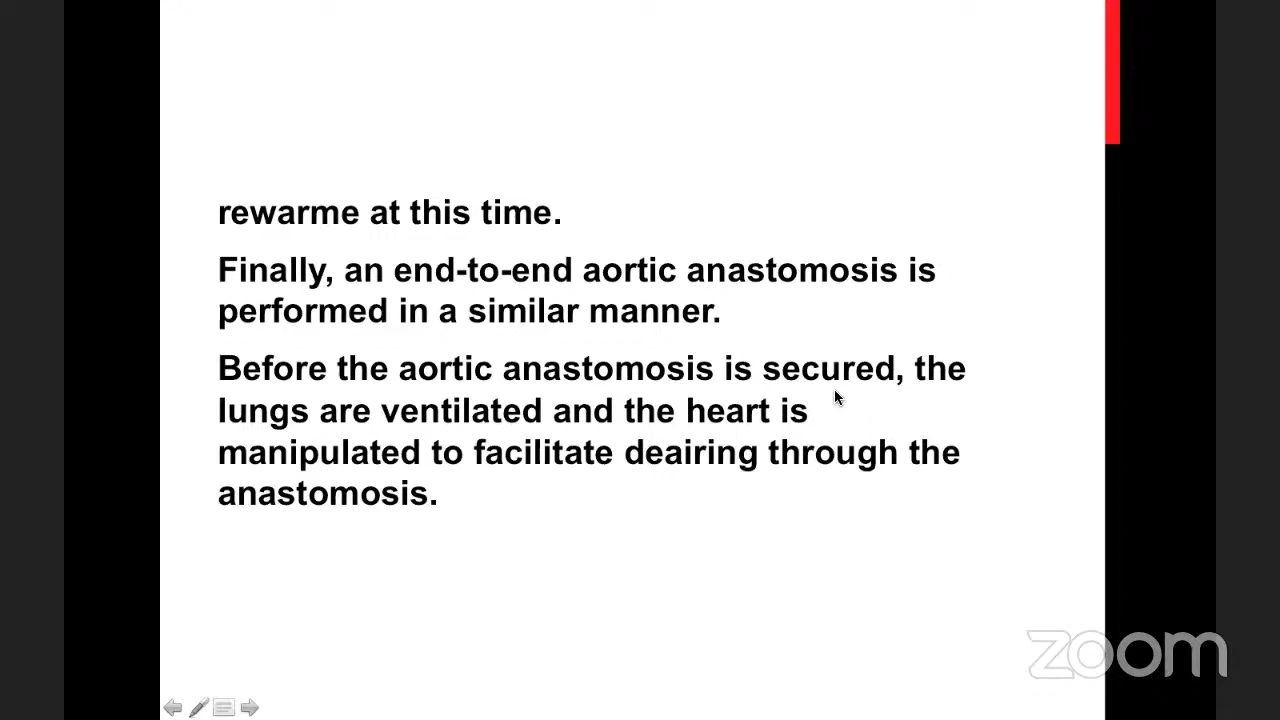 rewarme at this time.
Finally, an end-to-end aortic anastomosis is
performed in a similar manner.
Before the aortic anastomosis is secured, the
lungs are ventilated and the heart is
manipulated to facilitate deairing through the
anastomosis.
zoom